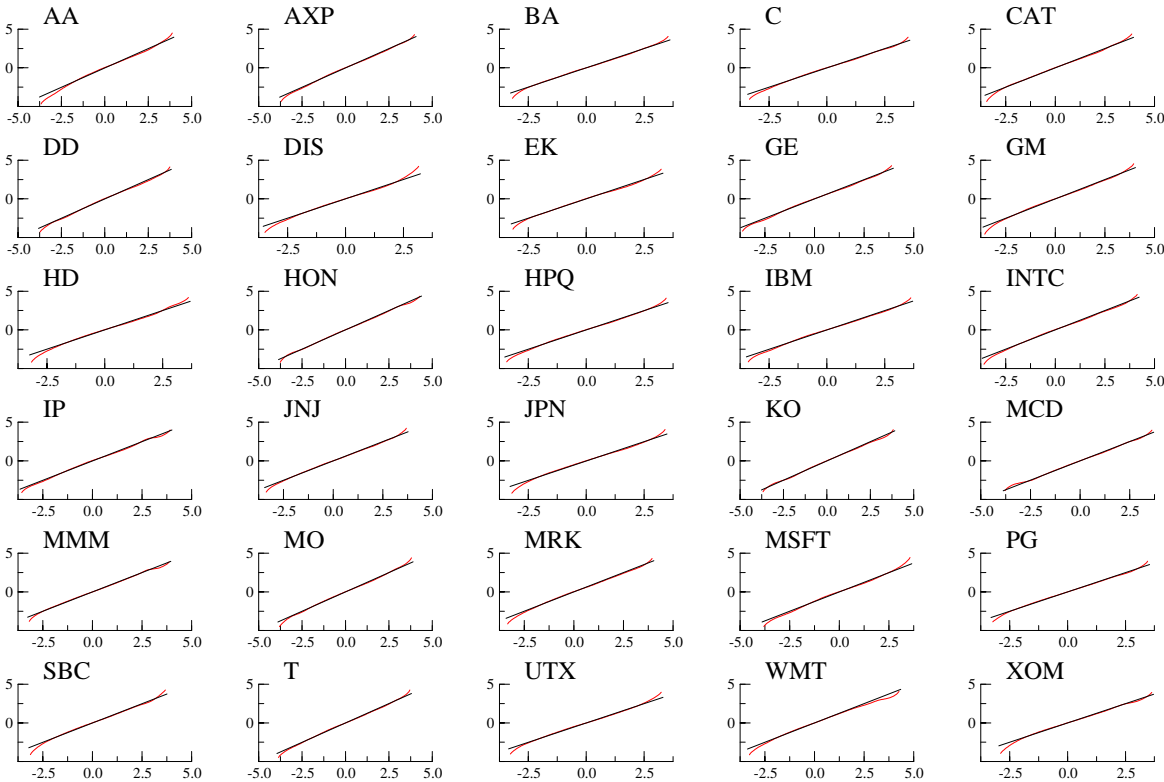 AA AXP BA C CAT
5 5 5 5 5
0 0 0 0 0
-5.0 -2.5 0.0 2.5 5.0 -5.0 -2.5 0.0 2.5 5.0 -2.5 0.0 2.5 -2.5 0.0 2.5 -2.5 0.0 2.5 5.0
DD DIS EK GE GM
5 5 5 5 5
0 0 0 0 0
-5.0 -2.5 0.0 2.5 5.0 -2.5 0.0 2.5 -2.5 0.0 2.5 -2.5 0.0 2.5 5.0 -2.5 0.0 2.5 5.0
HD HON HPQ IBM INTC
5 5 5 5 5
0 0 0 0 0
-2.5 0.0 2.5 -5.0 -2.5 0.0 2.5 5.0 -2.5 0.0 2.5 -2.5 0.0 2.5 5.0 -2.5 0.0 2.5 5.0
IP JNJ JPN KO MCD
5 5 5 5 5
0 0 0 0 0
-2.5 0.0 2.5 5.0 -2.5 0.0 2.5 5.0 -2.5 0.0 2.5 -5.0 -2.5 0.0 2.5 5.0 -5.0 -2.5 0.0 2.5
MMM MO MRK MSFT PG
5 5 5 5 5
0 0 0 0 0
-2.5 0.0 2.5 5.0 -5.0 -2.5 0.0 2.5 5.0 -2.5 0.0 2.5 5.0 -5.0 -2.5 0.0 2.5 5.0 -2.5 0.0 2.5
SBC T UTX WMT XOM
5 5 5 5 5
0 0 0 0 0
-2.5 0.0 2.5 5.0 -5.0 -2.5 0.0 2.5 5.0 -2.5 0.0 2.5 -2.5 0.0 2.5 5.0 -2.5 0.0 2.5